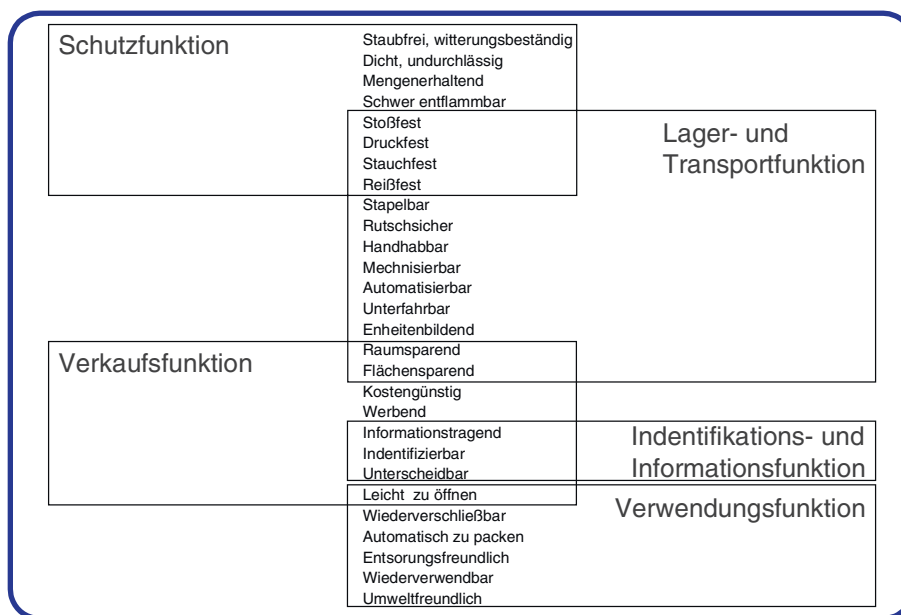 Schutzfunktion
Staubfrei, witterungsbeständig
Dicht, undurchlässig
Mengenerhaltend
Schwer entflammbar
Stoßfest
Druckfest
Stauchfest
Reißfest
Lager- und
Transportfunktion
Stapelbar
Rutschsicher
Handhabbar
Mechnisierbar
Automatisierbar
Unterfahrbar
Enheitenbildend
Verkaufsfunktion
Raumsparend
Flächensparend
Kostengünstig
Werbend
Informationstragend
Indentifizierbar
Unterscheidbar
Indentifikations- und
Informationsfunktion
Leicht zu öffnen
Wiederverschließbar
Automatisch zu packen
Entsorungsfreundlich
Wiederverwendbar
Umweltfreundlich
Verwendungsfunktion